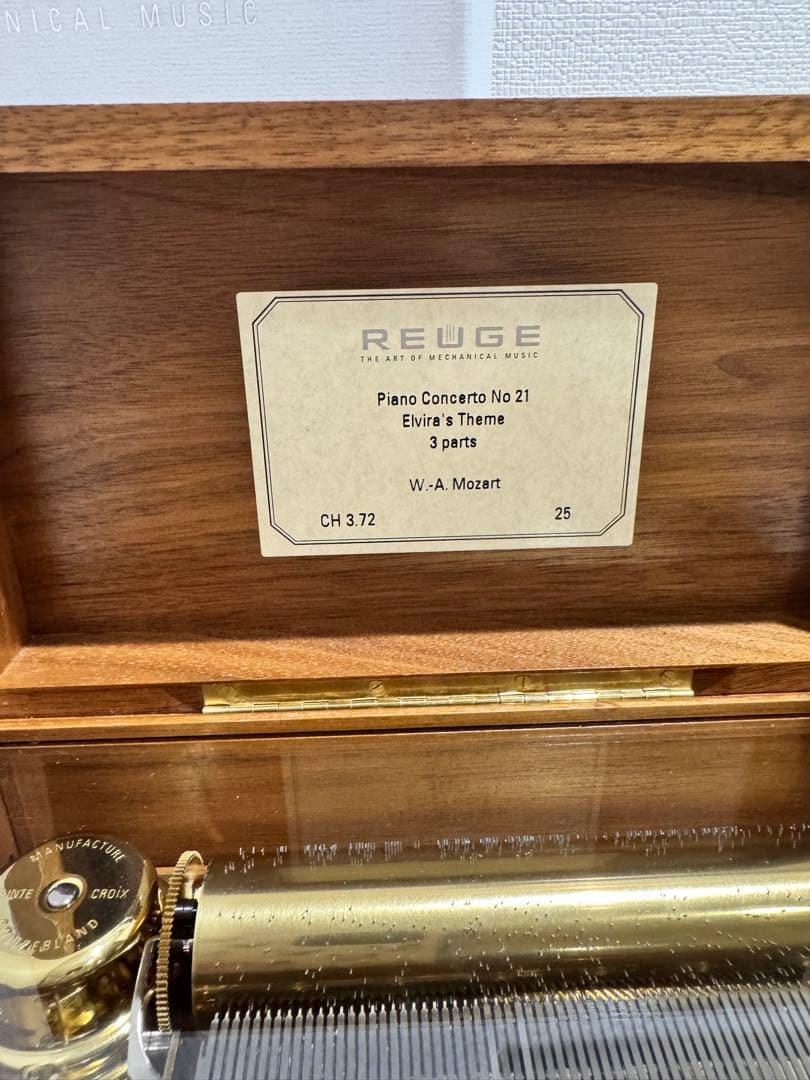 NICAL MUSIC
REUGE
THE ART OF MECHANICAL MUSIC
Piano Concerto No 21
Elvira's Theme
3 parts
W.-A. Mozart
CH 3.72
25
MANUFACTURE
CROIX